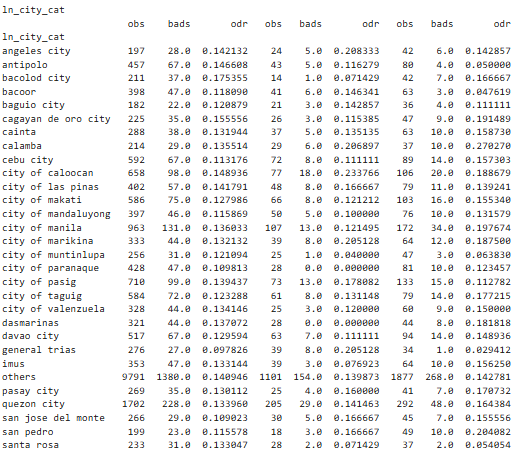 ln_city_cat
obs bads odr obs bads odr obs bads odr
ln_city_cat
angeles city 197 28.0 0.142132 24 5.0 0.208333 42 6.0 0.142857
antipolo 457 67.0 0.146608 43 5.0 0.116279 80 4.0 0.050000
bacolod city 211 37.0 0.175355 14 1.0 0.071429 42 7.0 0.166667
bacoor 398 47.0 0.118090 41 6.0 0.146341 63 3.0 0.047619
baguio city 182 22.0 0.120879 21 3.0 0.142857 36 4.0 0.111111
cagayan de oro city 225 35.0 0.155556 26 3.0 0.115385 47 9.0 0.191489
cainta 288 38.0 0.131944 37 5.0 0.135135 63 10.0 0.158730
calamba 214 29.0 0.135514 29 6.0 0.206897 37 10.0 0.270270
cebu city 592 67.0 0.113176 72 8.0 0.111111 89 14.0 0.157303
city of caloocan 658 98.0 0.148936 77 18.0 0.233766 106 20.0 0.188679
city of las pinas 402 57.0 0.141791 48 8.0 0.166667 79 11.0 0.139241
city of makati 586 75.0 0.127986 66 8.0 0.121212 103 16.0 0.155340
city of mandaluyong 397 46.0 0.115869 50 5.0 0.100000 76 10.0 0.131579
city of manila 963 131.0 0.136033 107 13.0 0.121495 172 34.0 0.197674
city of marikina 333 44.0 0.132132 39 8.0 0.205128 64 12.0 0.187500
city of muntinlupa 256 31.0 0.121094 25 1.0 0.040000 47 3.0 0.063830
city of paranaque 428 47.0 0.109813 28 0.0 0.000000 81 10.0 0.123457
city of pasig 710 99.0 0.139437 73 13.0 0.178082 133 15.0 0.112782
city of taguig 584 72.0 0.123288 61 8.0 0.131148 79 14.0 0.177215
city of valenzuela 328 44.0 0.134146 25 3.0 0.120000 60 9.0 0.150000
dasmarinas 321 44.0 0.137072 28 0.0 0.000000 44 8.0 0.181818
davao city 517 67.0 0.129594 63 7.0 0.111111 94 14.0 0.148936
general trias 276 27.0 0.097826 39 8.0 0.205128 34 1.0 0.029412
imus 353 47.0 0.133144 39 3.0 0.076923 64 10.0 0.156250
others 9791 1380.0 0.140946 1101 154.0 0.139873 1877 268.0 0.142781
pasay city 269 35.0 0.130112 25 4.0 0.160000 41 7.0 0.170732
quezon city 1702 228.0 0.133960 205 29.0 0.141463 292 48.0 0.164384
san jose del monte 266 29.0 0.109023 30 5.0 0.166667 45 7.0 0.155556
san pedro 199 23.0 0.115578 18 3.0 0.166667 49 10.0 0.204082
santa rosa 233 31.0 0.133047 28 2.0 0.071429 37 2.0 0.054054